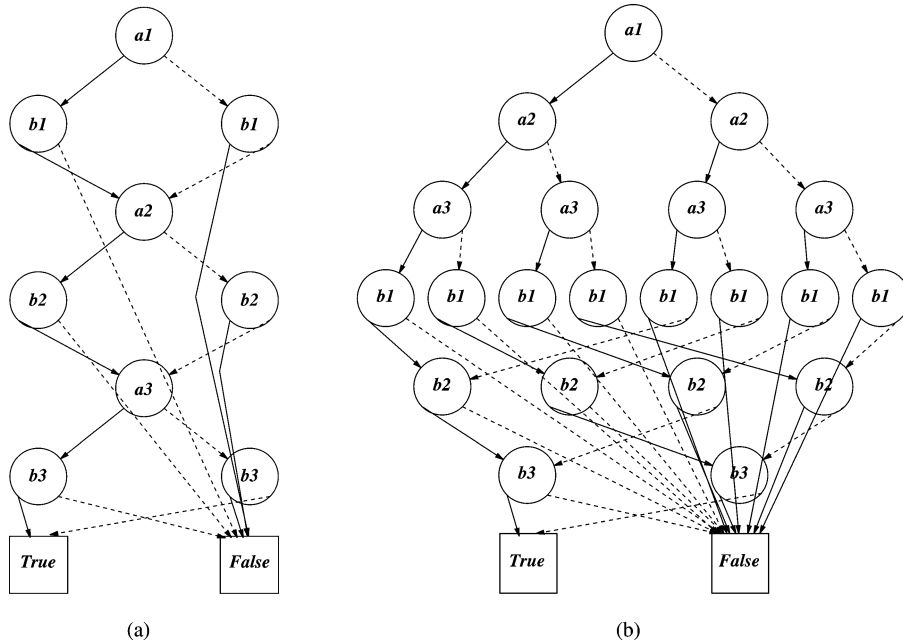 a1
b1 b1
a2
b2 b2
a3
b3 b3
True False
(a)
a1
a2 a2
a3 a3 a3 a3
b1 b1 b1 b1 b1 b1 b1 b1
b2 b2 b2 b2
b3 b3
True False
(b)